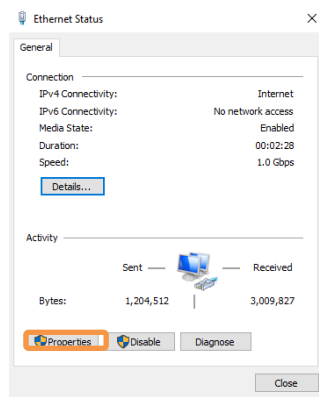 Ethernet Status
General
Connection
IPv4 Connectivity: Internet
IPv6 Connectivity: No network access
Media State: Enabled
Duration: 00:02:28
Speed: 1.0 Gbps
Details...
Activity
Sent Received
Bytes: 1,204,512 3,009,827
Properties Disable Diagnose
Close